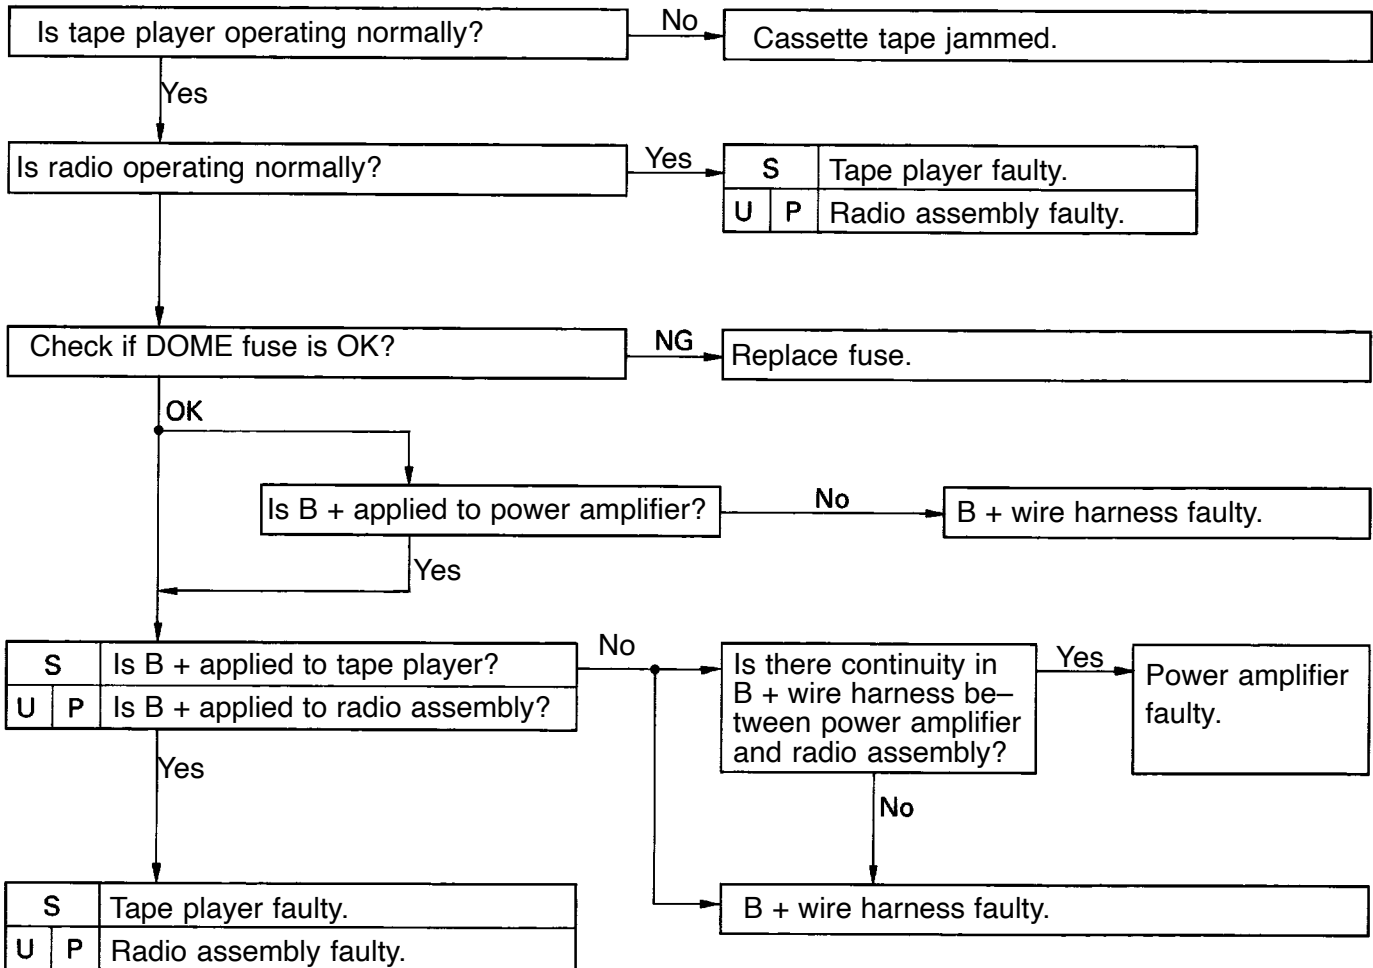 Is tape player operating normally?
No
Cassette tape jammed.
Yes
Is radio operating normally?
Yes
S
Tape player faulty.
U P
Radio assembly faulty.
Check if DOME fuse is OK?
NG
Replace fuse.
OK
Is B + applied to power amplifier?
No
B + wire harness faulty.
Yes
S
Is B + applied to tape player?
U P
Is B + applied to radio assembly?
No
Is there continuity in
B + wire harness be–
tween power amplifier
and radio assembly?
Yes
Power amplifier
faulty.
Yes
No
S
Tape player faulty.
U P
Radio assembly faulty.
B + wire harness faulty.